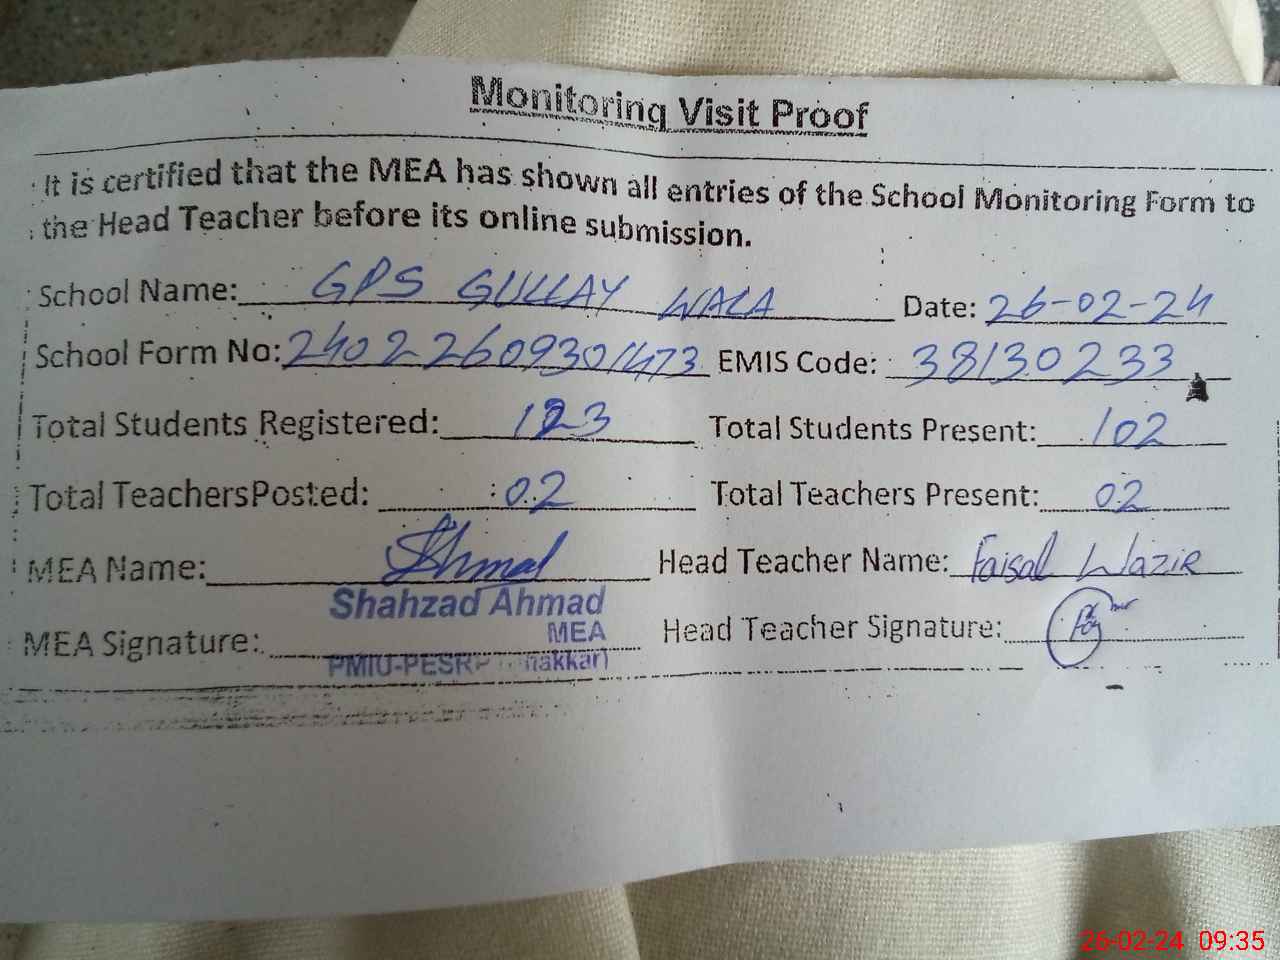 Monitoring Visit Proof
It is certified that the MEA has shown all entries of the School Monitoring Form to
the Head Teacher before its online submission.
School Name: GPS GULLAY WALA Date: 26-02-24
School Form No: 24022609301473 EMIS Code: 38130233
Total Students Registered: 123 Total Students Present: 102
Total TeachersPosted: 02 Total Teachers Present: 02
MEA Name: Head Teacher Name: Faisal Wazir
Shahzad Ahmad
MEA
MEA Signature: Head Teacher Signature:
PMIU-PESRP
26-02-24 09:35